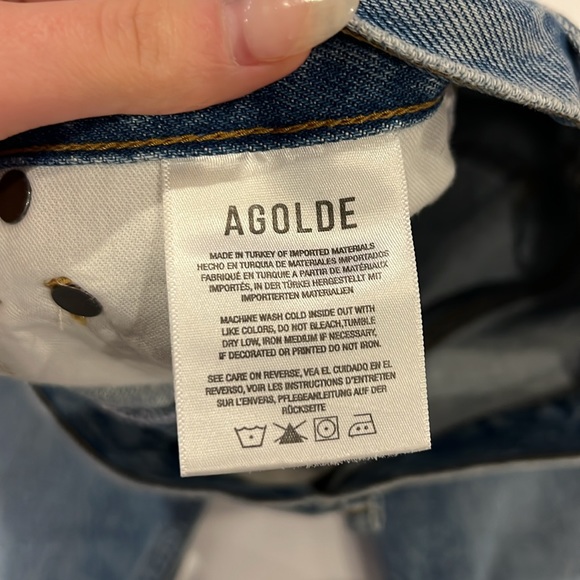 AGOLDE
MADE IN TURKEY OF IMPORTED MATERIALS
HECHO EN TURQUIA DE MATERIALES IMPORTADOS
FABRIQUÉ EN TURQUIE A PARTIR DE MATÉRIAUX
IMPORTÉS, IN DER TÜRKEI HERGESTELLT MIT
IMPORTIERTEN MATERIALIEN
MACHINE WASH COLD INSIDE OUT WITH
LIKE COLORS, DO NOT BLEACH,TUMBLE
DRY LOW, IRON MEDIUM IF NECESSARY,
IF DECORATED OR PRINTED DO NOT IRON.
SEE CARE ON REVERSE, VEA EL CUIDADO EN EL
REVERSO, VOIR LES INSTRUCTIONS D'ENTRETIEN
SUR L'ENVERS, PFLEGEANLEITUNG AUF DER
RÜCKSEITE